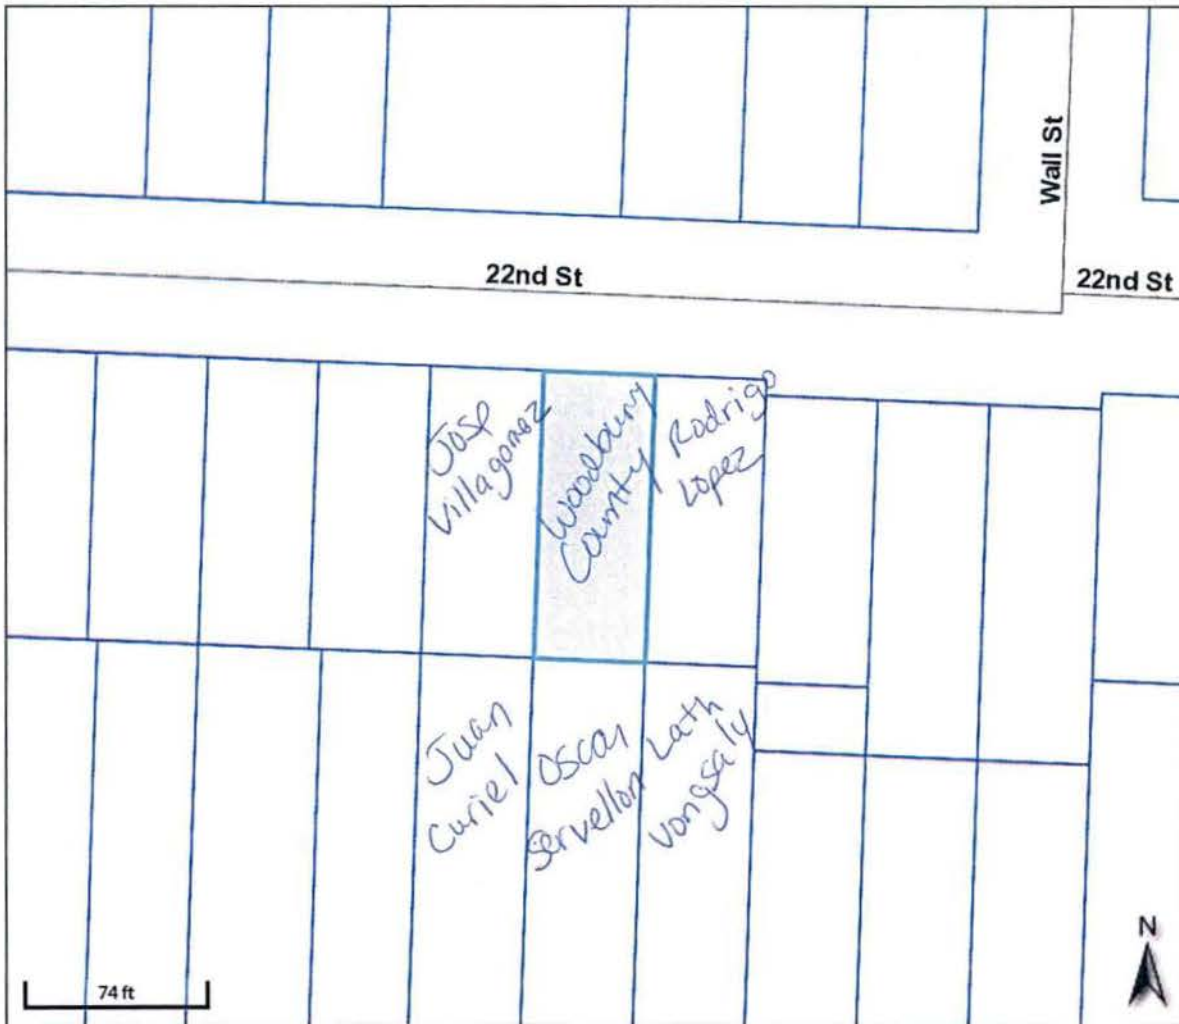 Wall St
22nd St
22nd St
Jose
Villagomez
Woodbury
County
Rodrigo
Lopez
Juan
Curiel
Oscar
Servellon
Lath
Vongsaly
74 ft
N